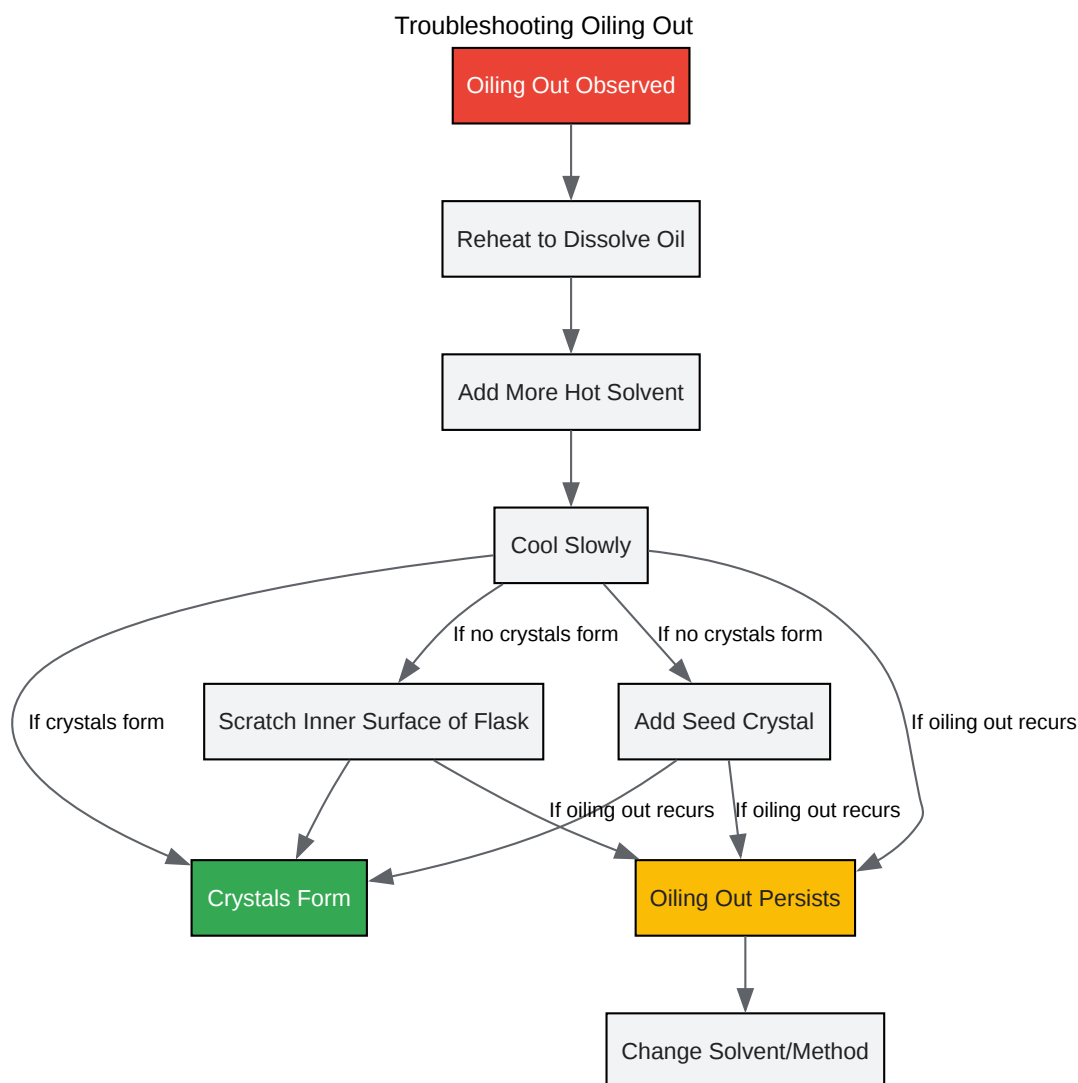 Troubleshooting Oiling Out
Oiling Out Observed
Reheat to Dissolve Oil
Add More Hot Solvent
Cool Slowly
If no crystals form
If no crystals form
If crystals form
Scratch Inner Surface of Flask
Add Seed Crystal
If oiling out recurs
If oiling out recurs
If oiling out recurs
Crystals Form
Oiling Out Persists
Change Solvent/Method